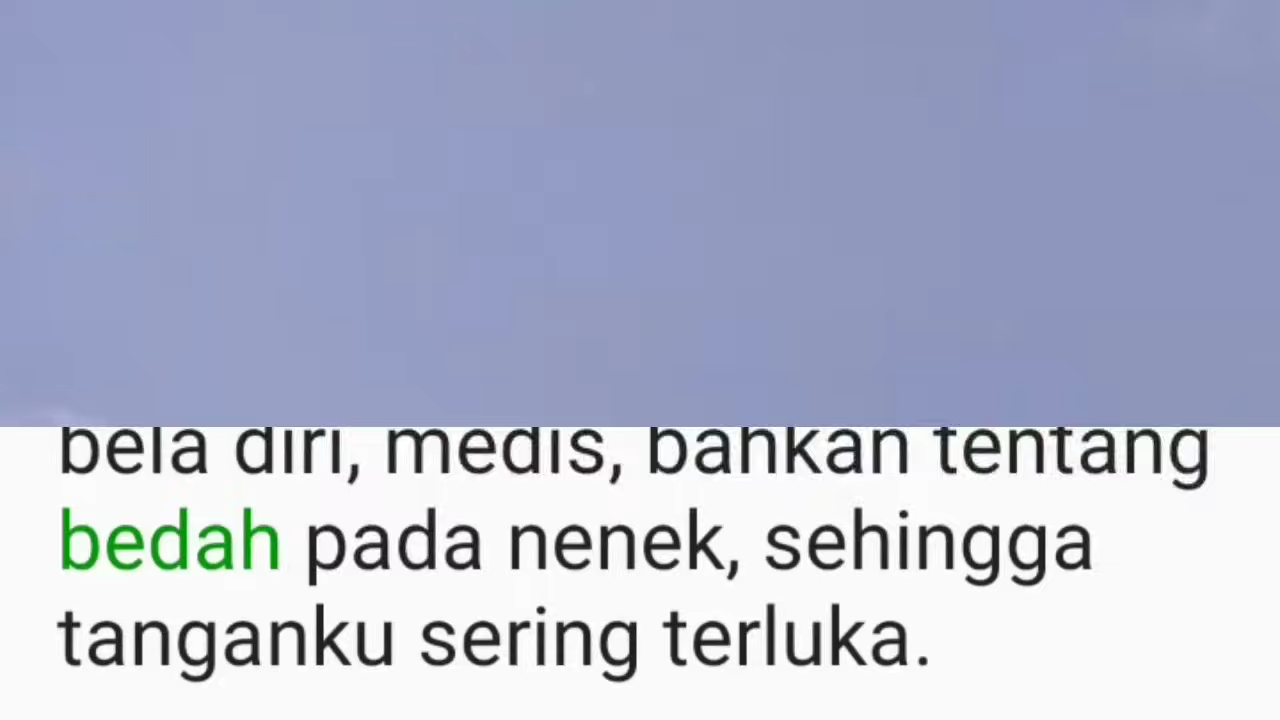 bela diri, medis, bahkan tentang
bedah pada nenek, sehingga
tanganku sering terluka.